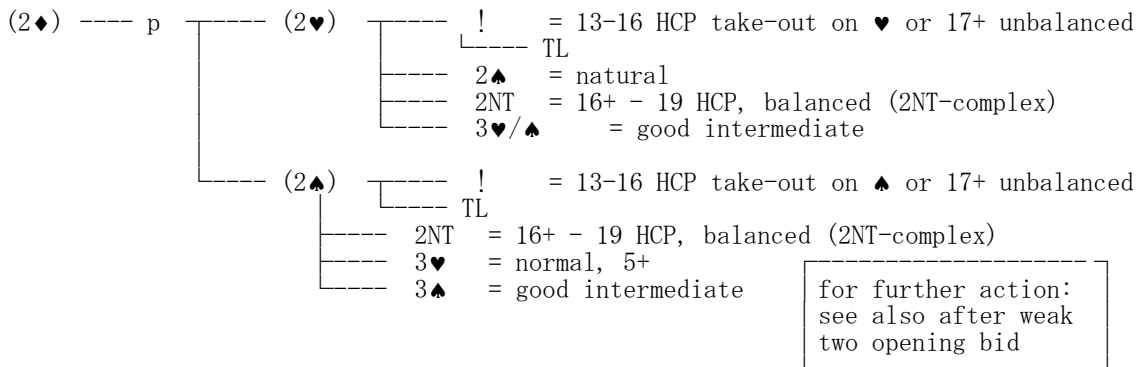 (2♦) ---- p (2♥) ! = 13-16 HCP take-out on ♥ or 17+ unbalanced
TL
2♠ = natural
2NT = 16+ - 19 HCP, balanced (2NT-complex)
3♥/♠ = good intermediate
(2♠) ! = 13-16 HCP take-out on ♠ or 17+ unbalanced
TL
2NT = 16+ - 19 HCP, balanced (2NT-complex)
3♥ = normal, 5+
3♠ = good intermediate
for further action:
see also after weak
two opening bid